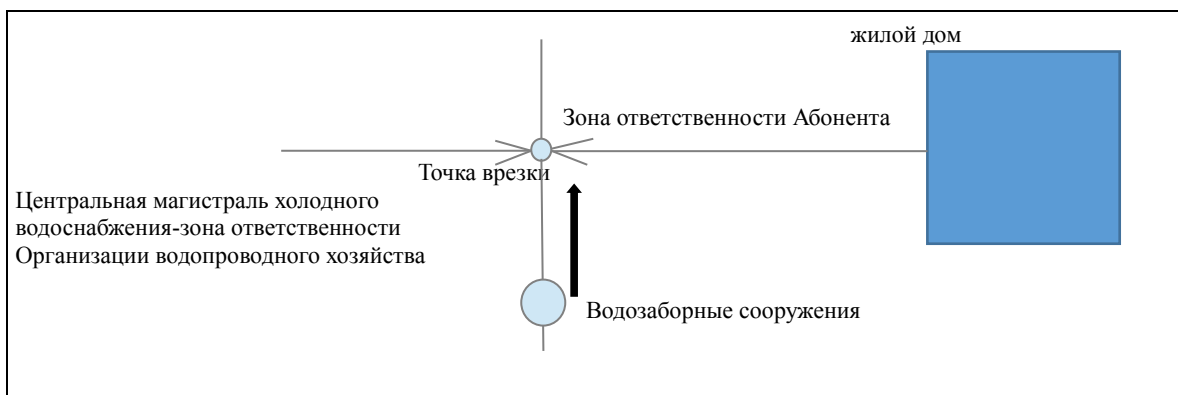 жилой дом
Зона ответственности Абонента
Точка врезки
Центральная магистраль холодного
водоснабжения-зона ответственности
Организации водопроводного хозяйства
Водозаборные сооружения